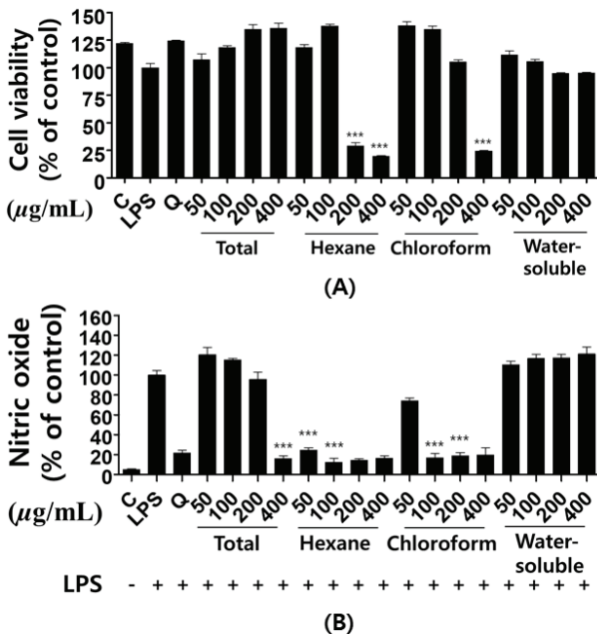 Cell viability
(% of control)
150
125
100
75
50
25
0
*** *** ***
(µg/mL)
C LPS Q 50 100 200 400 50 100 200 400 50 100 200 400 50 100 200 400
Total Hexane Chloroform Water-
soluble
(A)
Nitric oxide
(% of control)
160
140
120
100
80
60
40
20
0
*** *** *** *** ***
(µg/mL)
C LPS Q 50 100 200 400 50 100 200 400 50 100 200 400 50 100 200 400
Total Hexane Chloroform Water-
soluble
LPS - + + + + + + + + + + + + + + + + + +
(B)